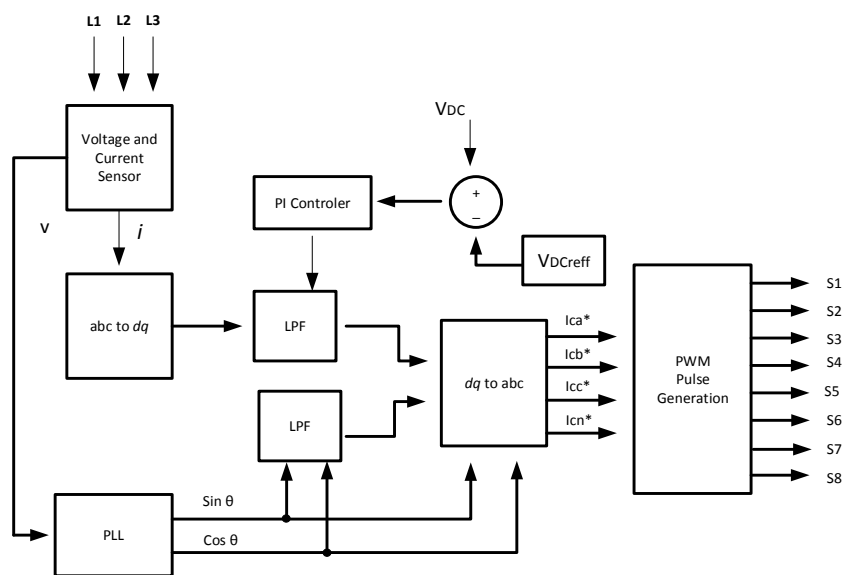 L1 L2 L3
Voltage and
Current
Sensor
V
i
VDC
+
–
PI Controler
VDCreff
abc to dq
LPF
LPF
dq to abc
Ica*
Icb*
Icc*
Icn*
PWM
Pulse
Generation
S1
S2
S3
S4
S5
S6
S7
S8
PLL
Sin θ
Cos θ